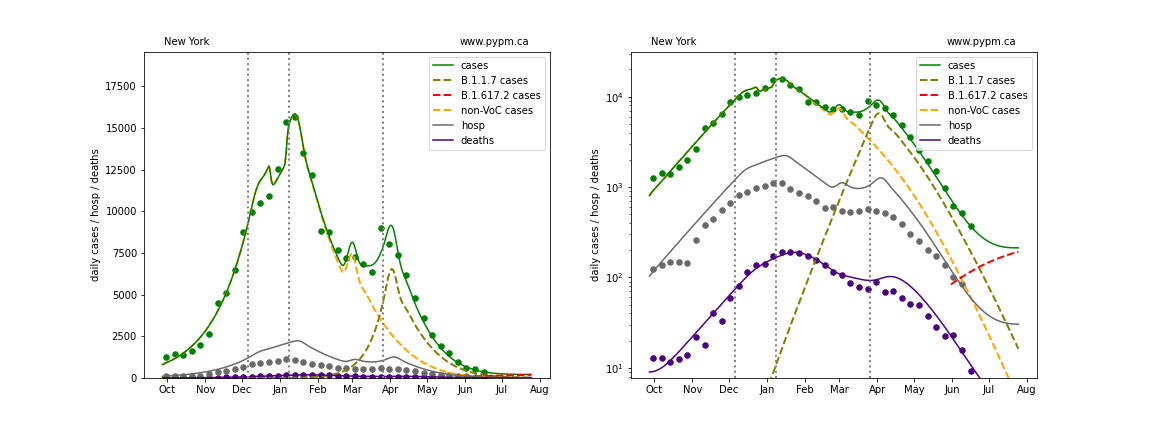 New York www.pypm.ca
cases
B.1.1.7 cases
B.1.617.2 cases
non-VoC cases
hosp
deaths
daily cases / hosp / deaths
17500
15000
12500
10000
7500
5000
2500
0
Oct Nov Dec Jan Feb Mar Apr May Jun Jul Aug
New York www.pypm.ca
cases
B.1.1.7 cases
B.1.617.2 cases
non-VoC cases
hosp
deaths
daily cases / hosp / deaths
10⁴
10³
10²
10¹
Oct Nov Dec Jan Feb Mar Apr May Jun Jul Aug